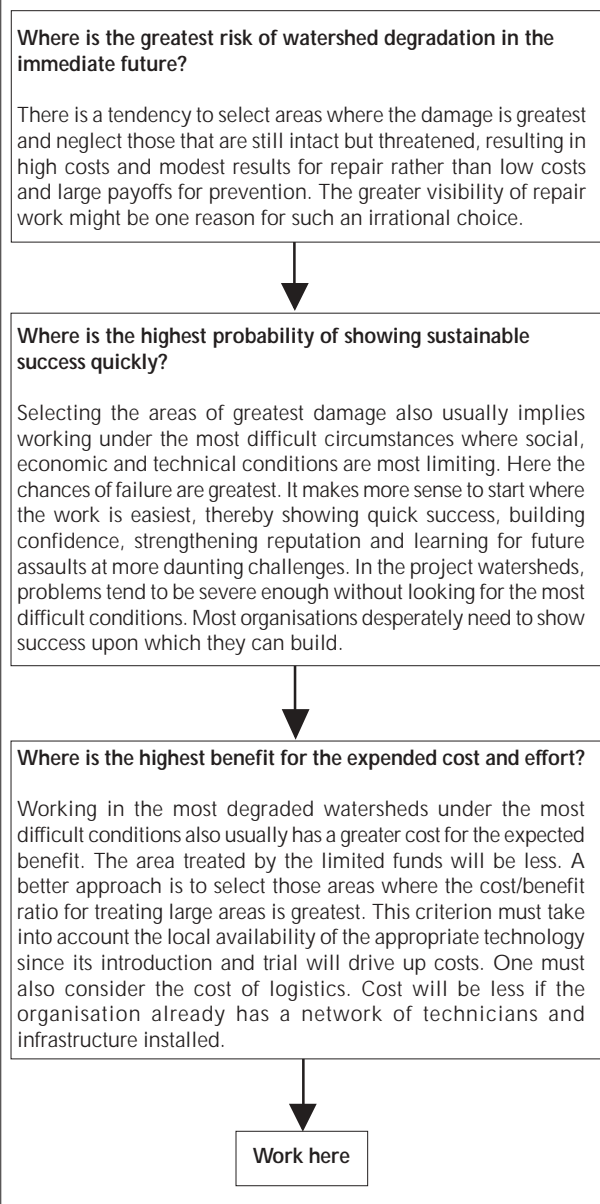 Where is the greatest risk of watershed degradation in the
immediate future?
There is a tendency to select areas where the damage is greatest
and neglect those that are still intact but threatened, resulting in
high costs and modest results for repair rather than low costs
and large payoffs for prevention. The greater visibility of repair
work might be one reason for such an irrational choice.
Where is the highest probability of showing sustainable
success quickly?
Selecting the areas of greatest damage also usually implies
working under the most difficult circumstances where social,
economic and technical conditions are most limiting. Here the
chances of failure are greatest. It makes more sense to start where
the work is easiest, thereby showing quick success, building
confidence, strengthening reputation and learning for future
assaults at more daunting challenges. In the project watersheds,
problems tend to be severe enough without looking for the most
difficult conditions. Most organisations desperately need to show
success upon which they can build.
Where is the highest benefit for the expended cost and effort?
Working in the most degraded watersheds under the most
difficult conditions also usually has a greater cost for the expected
benefit. The area treated by the limited funds will be less. A
better approach is to select those areas where the cost/benefit
ratio for treating large areas is greatest. This criterion must take
into account the local availability of the appropriate technology
since its introduction and trial will drive up costs. One must
also consider the cost of logistics. Cost will be less if the
organisation already has a network of technicians and
infrastructure installed.
Work here